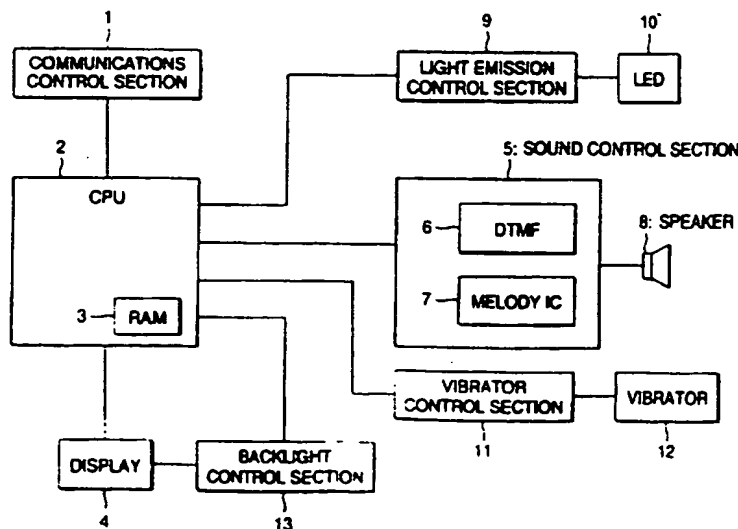 1
COMMUNICATIONS
CONTROL SECTION
9
LIGHT EMISSION
CONTROL SECTION
10
LED
2
CPU
3
RAM
5: SOUND CONTROL SECTION
6
DTMF
7
MELODY IC
8: SPEAKER
VIBRATOR
CONTROL SECTION
11
VIBRATOR
12
DISPLAY
4
BACKLIGHT
CONTROL SECTION
13